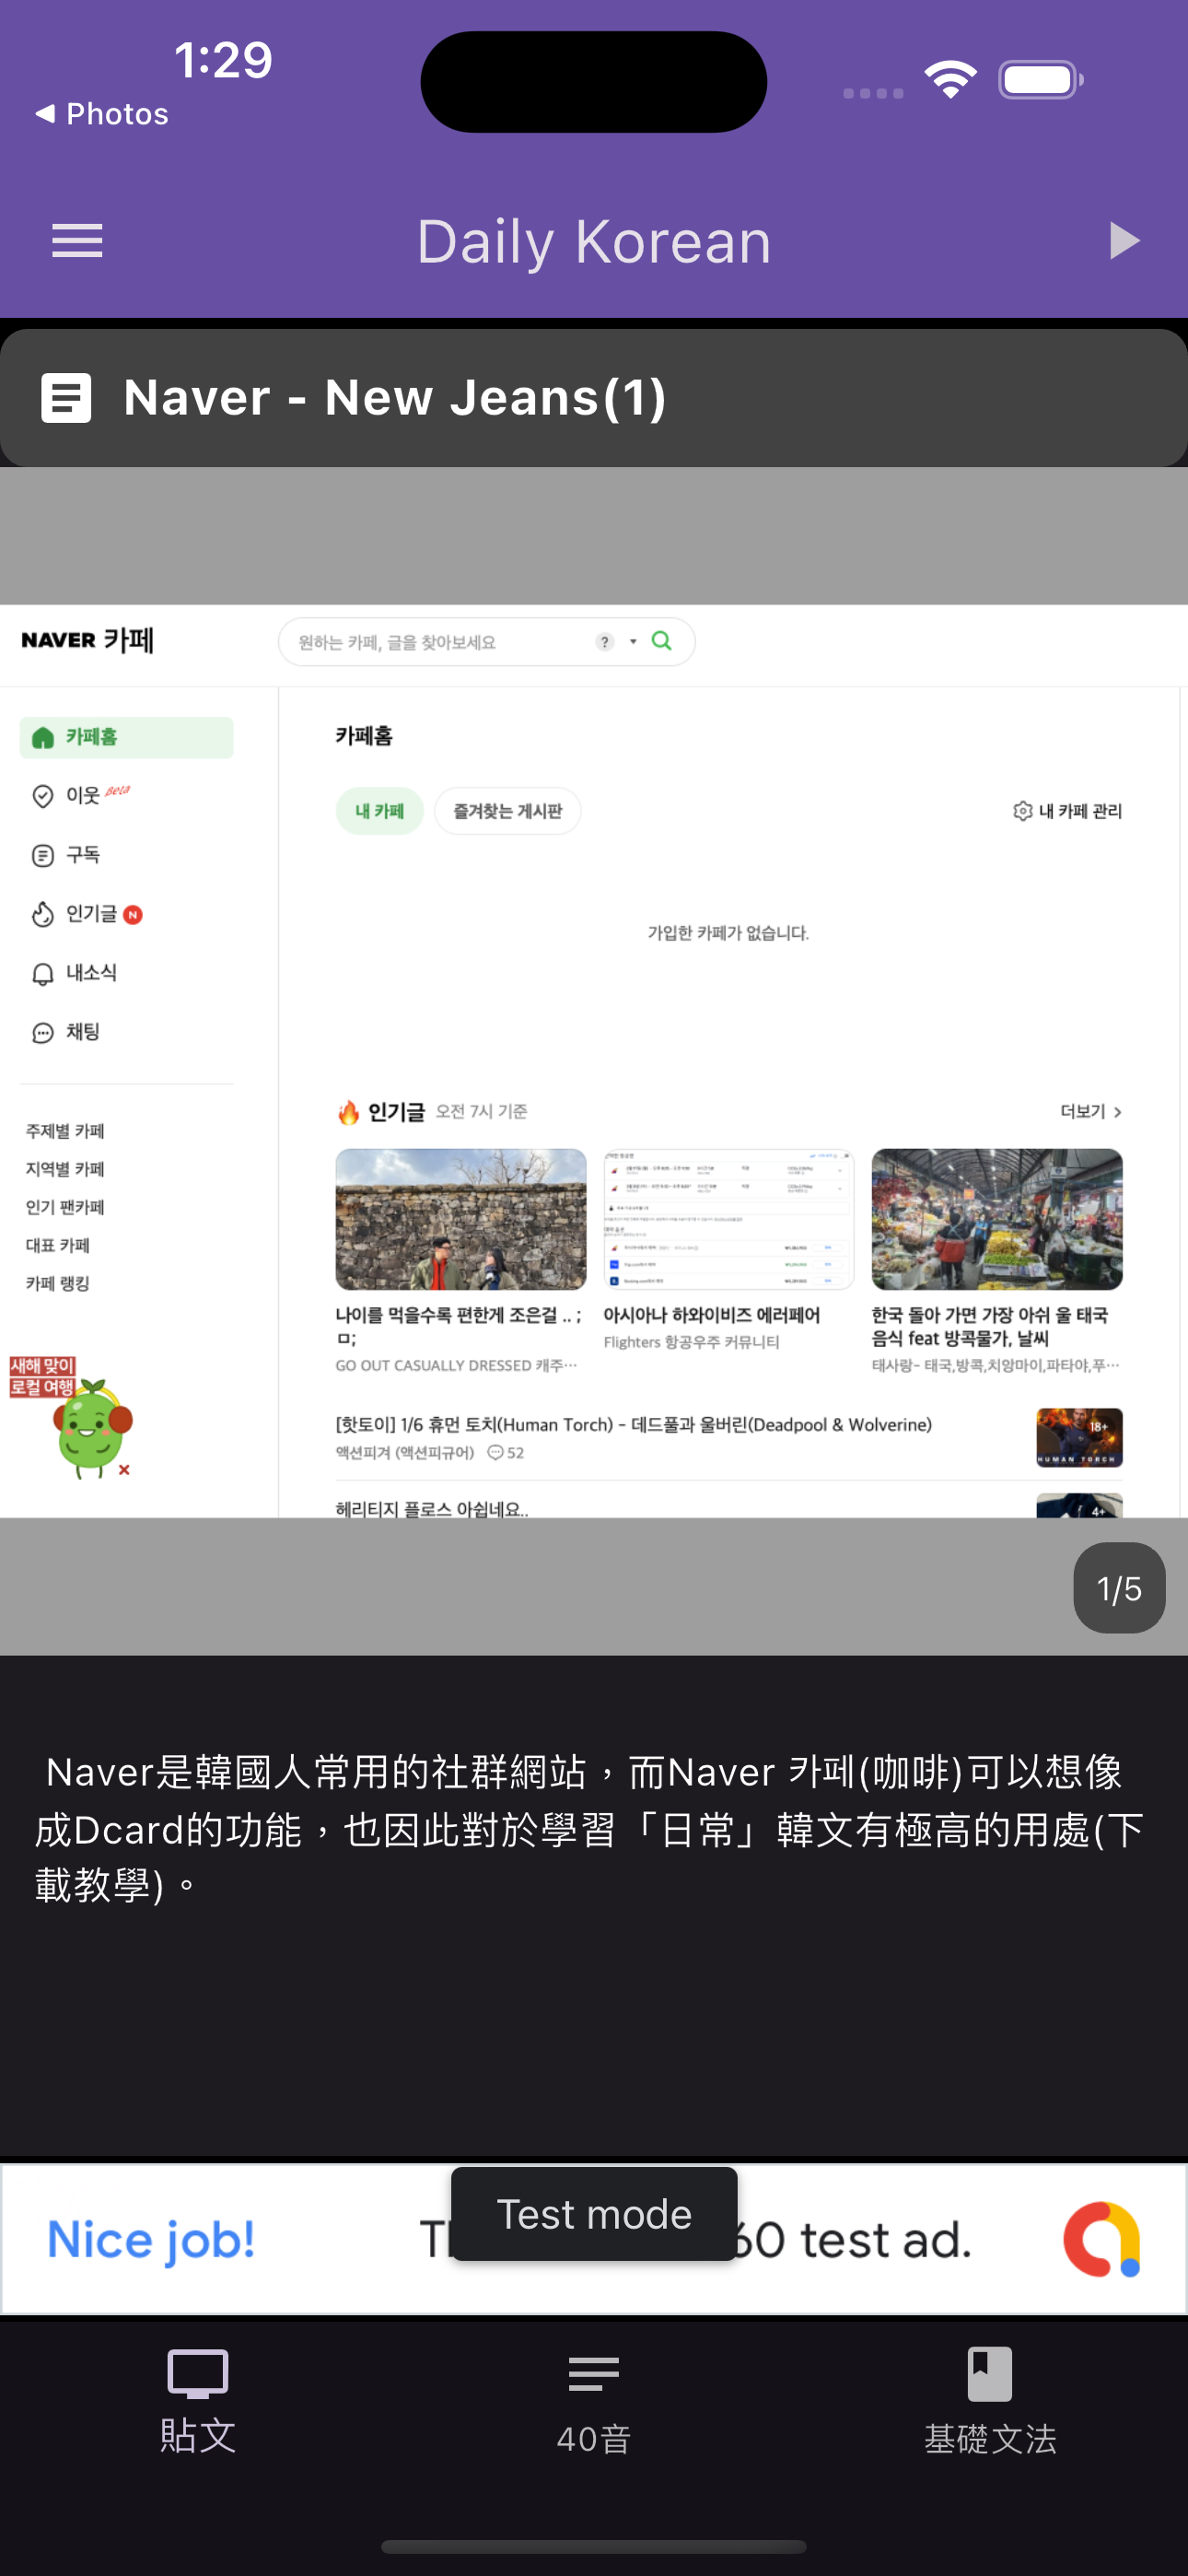 1:29
Photos
Daily Korean
Naver - New Jeans(1)
NAVER 카페
원하는 카페, 글을 찾아보세요
?
카페홈
이웃 Beta
구독
인기글 N
내소식
채팅
주제별 카페
지역별 카페
인기 팬카페
대표 카페
카페 랭킹
새해 맞이
로컬 여행
카페홈
내 카페 즐겨찾는 게시판 내 카페 관리
가입한 카페가 없습니다.
인기글 오전 7시 기준 더보기
나이를 먹을수록 편한게 조은걸 .. ;
ㅁ;
GO OUT CASUALLY DRESSED 캐주…
아시아나 하와이비즈 에러페어
Flighters 항공우주 커뮤니티
한국 돌아 가면 가장 아쉬 울 태국
음식 feat 방콕물가, 날씨
태사랑- 태국,방콕,치앙마이,파타야,푸…
[핫토이] 1/6 휴먼 토치(Human Torch) - 데드풀과 울버린(Deadpool & Wolverine)
액션피겨 (액션피규어) 52
18+
HUMAN TORCH
헤리티지 플로스 아쉽네요..
4+
1/5
Naver是韓國人常用的社群網站，而Naver 카페(咖啡)可以想像
成Dcard的功能，也因此對於學習「日常」韓文有極高的用處(下
載教學)。
Test mode
Nice job! 60 test ad.
貼文
40音
基礎文法